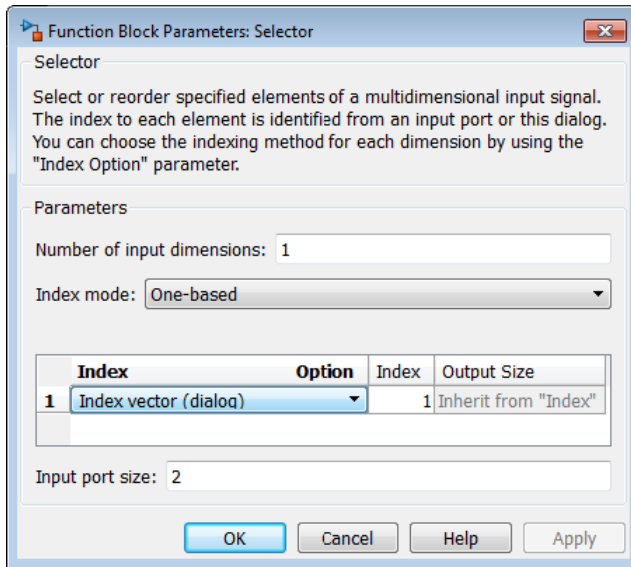 Function Block Parameters: Selector
Selector
Select or reorder specified elements of a multidimensional input signal.
The index to each element is identified from an input port or this dialog.
You can choose the indexing method for each dimension by using the
"Index Option" parameter.
Parameters
Number of input dimensions: 1
Index mode: One-based
Index Option Index Output Size
1 Index vector (dialog) 1 Inherit from "Index"
Input port size: 2
OK Cancel Help Apply